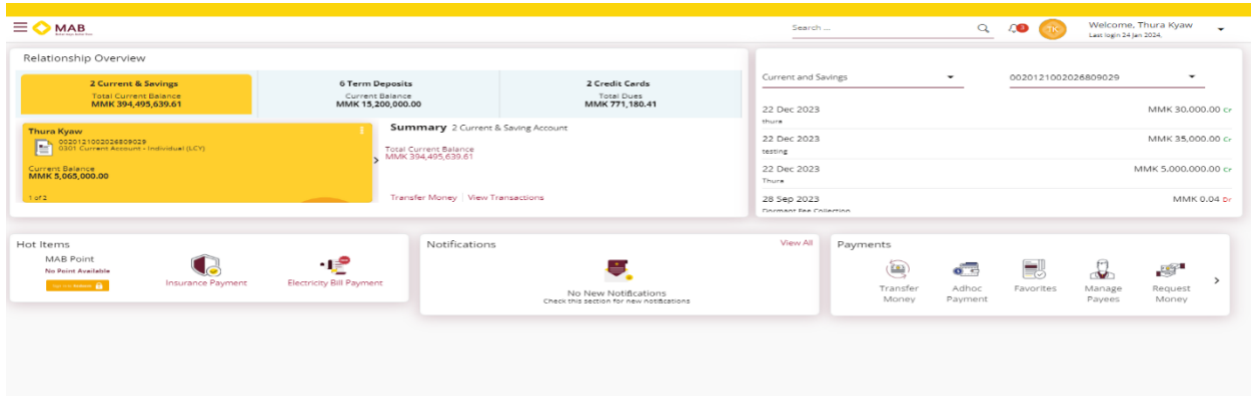 MAB
Search ...
3
TK
Welcome, Thura Kyaw
Last login 24 Jan 2024,
Relationship Overview
2 Current & Savings
Total Current Balance
MMK 394,495,639.61
6 Term Deposits
Current Balance
MMK 15,200,000.00
2 Credit Cards
Total Dues
MMK 771,180.41
Thura Kyaw
0020121002026809029
0301 Current Account - Individual (LCY)
Current Balance
MMK 5,065,000.00
1 of 2
Summary 2 Current & Saving Account
Total Current Balance
MMK 394,495,639.61
Transfer Money | View Transactions
Current and Savings
0020121002026809029
22 Dec 2023 MMK 30,000.00 Cr
thura
22 Dec 2023 MMK 35,000.00 Cr
testing
22 Dec 2023 MMK 5,000,000.00 Cr
Thura
28 Sep 2023 MMK 0.04 Dr
Dormant Fee Collection
Hot Items
MAB Point
No Point Available
Insurance Payment
Electricity Bill Payment
Notifications
View All
No New Notifications
Check this section for new notifications
Payments
Transfer Money
Adhoc Payment
Favorites
Manage Payees
Request Money